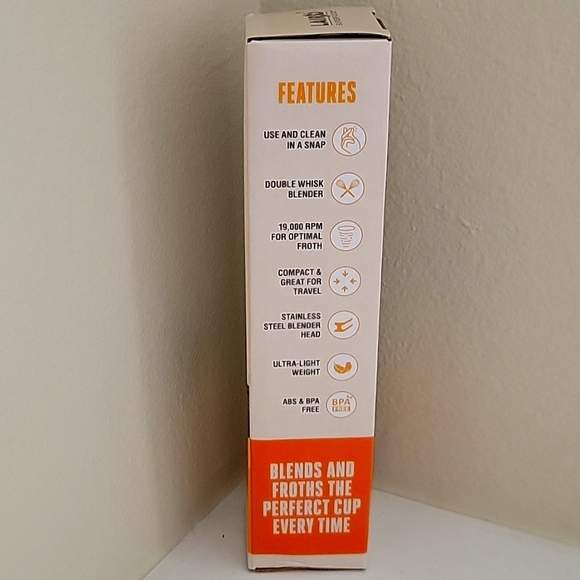 FEATURES
USE AND CLEAN
IN A SNAP
DOUBLE WHISK
BLENDER
19,000 RPM
FOR OPTIMAL
FROTH
COMPACT &
GREAT FOR
TRAVEL
STAINLESS
STEEL BLENDER
HEAD
ULTRA-LIGHT
WEIGHT
ABS & BPA
FREE
BPA
FREE
BLENDS AND
FROTHS THE
PERFERCT CUP
EVERY TIME